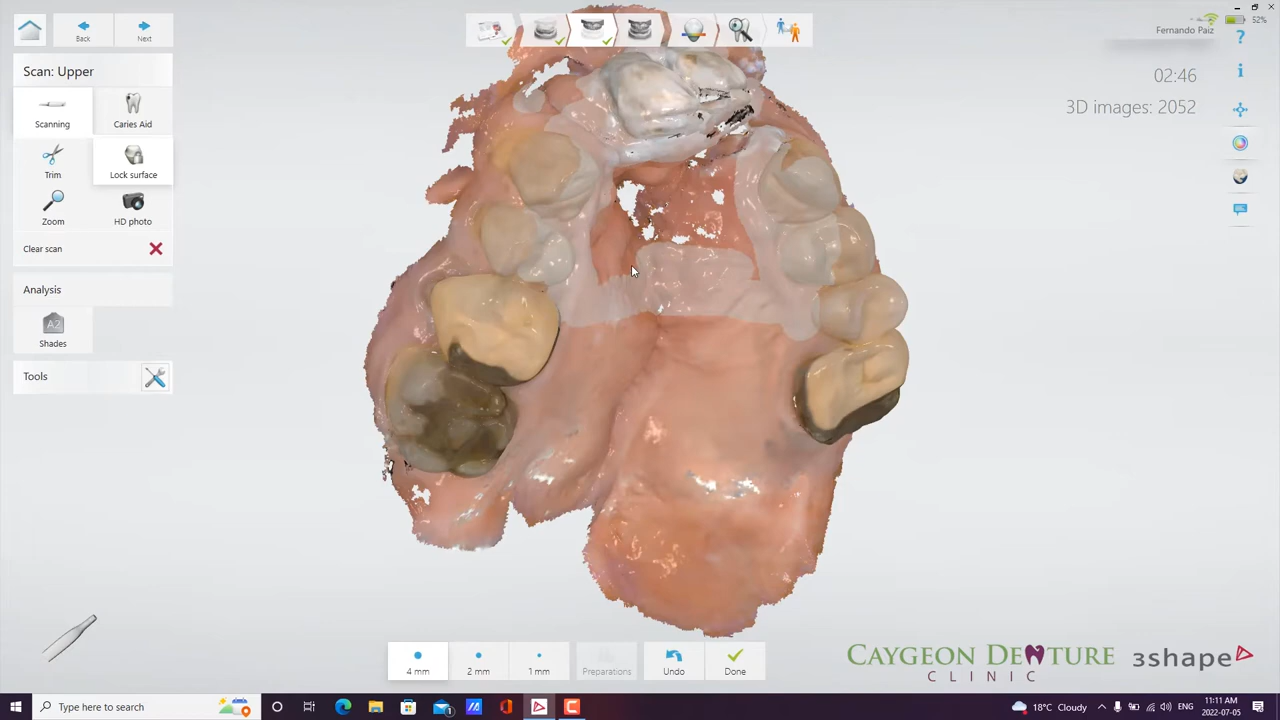 52%
Back
Next
Fernando Paiz
Scan: Upper
02:46
3D images: 2052
Scanning
Caries Aid
Trim
Lock surface
Zoom
HD photo
Clear scan
Analysis
A2
Shades
Tools
4 mm
2 mm
1 mm
Preparations
Undo
Done
CAYGEON DENTURE
CLINIC
3shape
Type here to search
18°C Cloudy
ENG
11:11 AM
2022-07-05